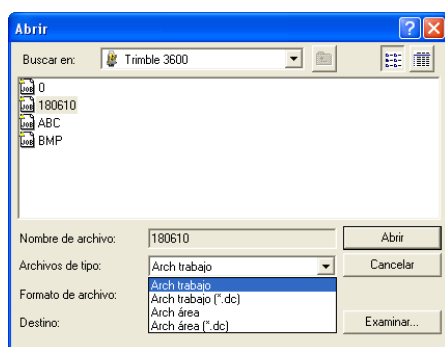 Abrir
Buscar en: Trimble 3600
0
180610
ABC
BMP
Nombre de archivo: 180610 Abrir
Archivos de tipo: Arch trabajo Cancelar
Arch trabajo
Formato de archivo: Arch trabajo (*.dc)
Arch área
Destino: Arch área (*.dc) Examinar...